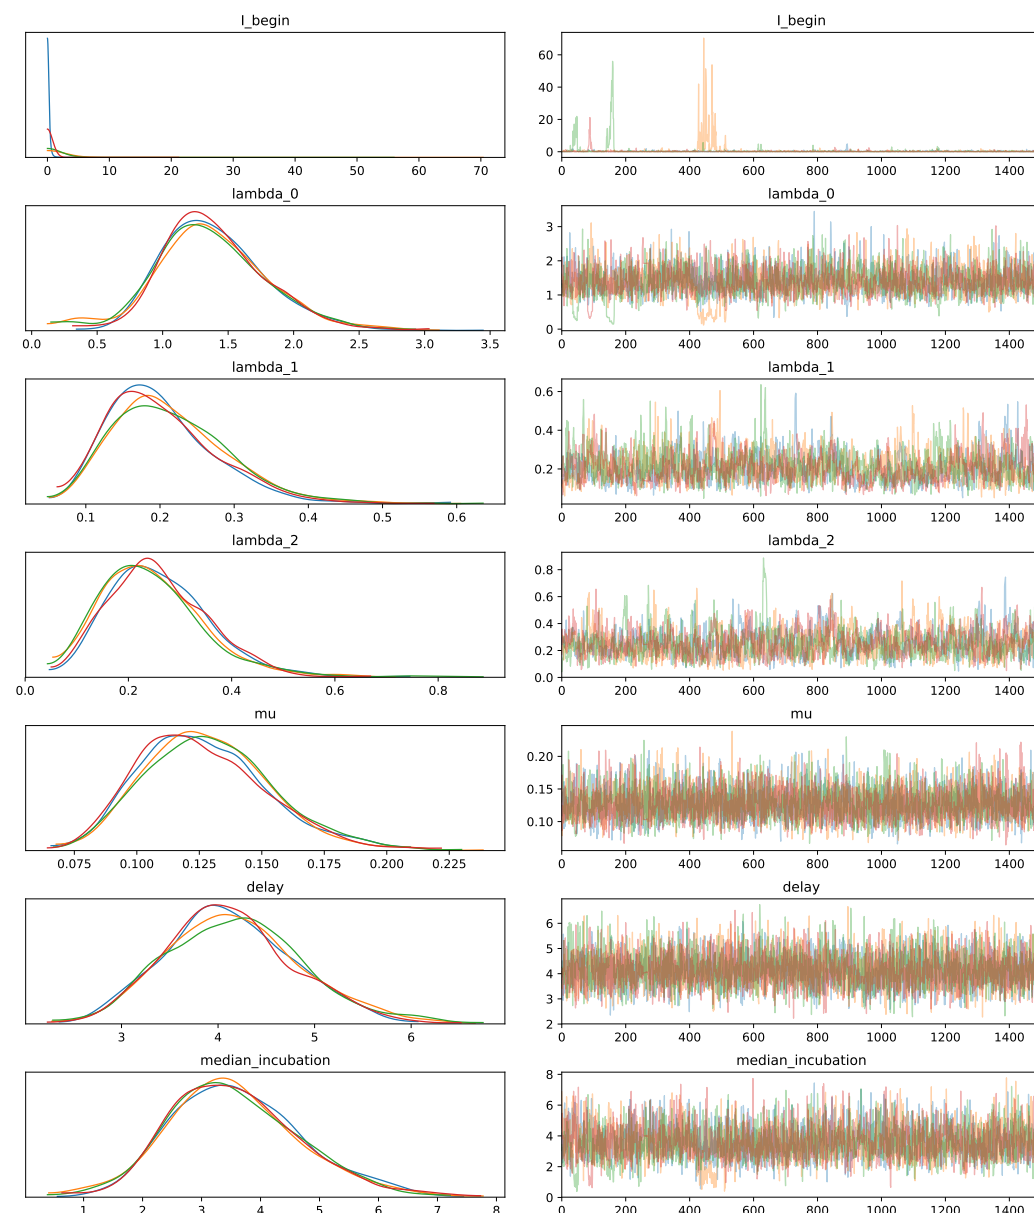 I_begin I_begin
60
40
20
0
0 10 20 30 40 50 60 70 0 200 400 600 800 1000 1200 1400
lambda_0 lambda_0
3
2
1
0
0.0 0.5 1.0 1.5 2.0 2.5 3.0 3.5 0 200 400 600 800 1000 1200 1400
lambda_1 lambda_1
0.6
0.4
0.2
0.1 0.2 0.3 0.4 0.5 0.6 0 200 400 600 800 1000 1200 1400
lambda_2 lambda_2
0.8
0.6
0.4
0.2
0.0
0.0 0.2 0.4 0.6 0.8 0 200 400 600 800 1000 1200 1400
mu mu
0.20
0.15
0.10
0.075 0.100 0.125 0.150 0.175 0.200 0.225 0 200 400 600 800 1000 1200 1400
delay delay
6
5
4
3
2
3 4 5 6 0 200 400 600 800 1000 1200 1400
median_incubation median_incubation
8
6
4
2
0
1 2 3 4 5 6 7 8 0 200 400 600 800 1000 1200 1400